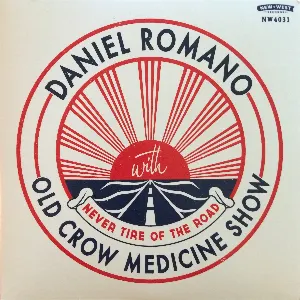 NEW WEST
RECORDS
NW4031
DANIEL ROMANO
with
NEVER TIRE OF THE ROAD
OLD CROW MEDICINE SHOW